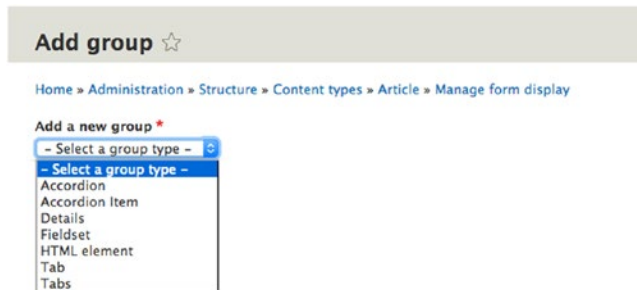 Add group ☆
Home » Administration » Structure » Content types » Article » Manage form display
Add a new group *
– Select a group type –
– Select a group type –
Accordion
Accordion Item
Details
Fieldset
HTML element
Tab
Tabs